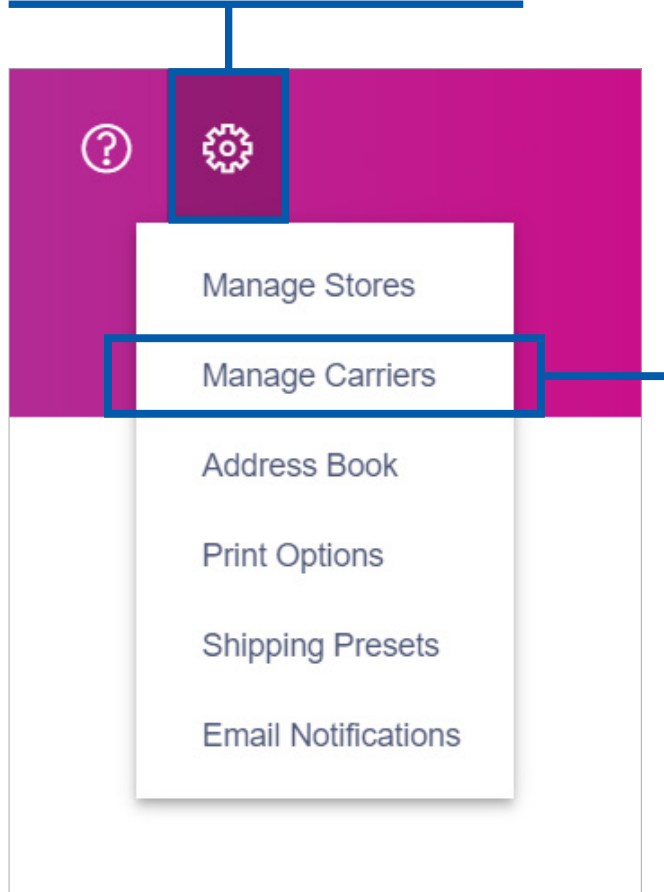 ?
Manage Stores
Manage Carriers
Address Book
Print Options
Shipping Presets
Email Notifications